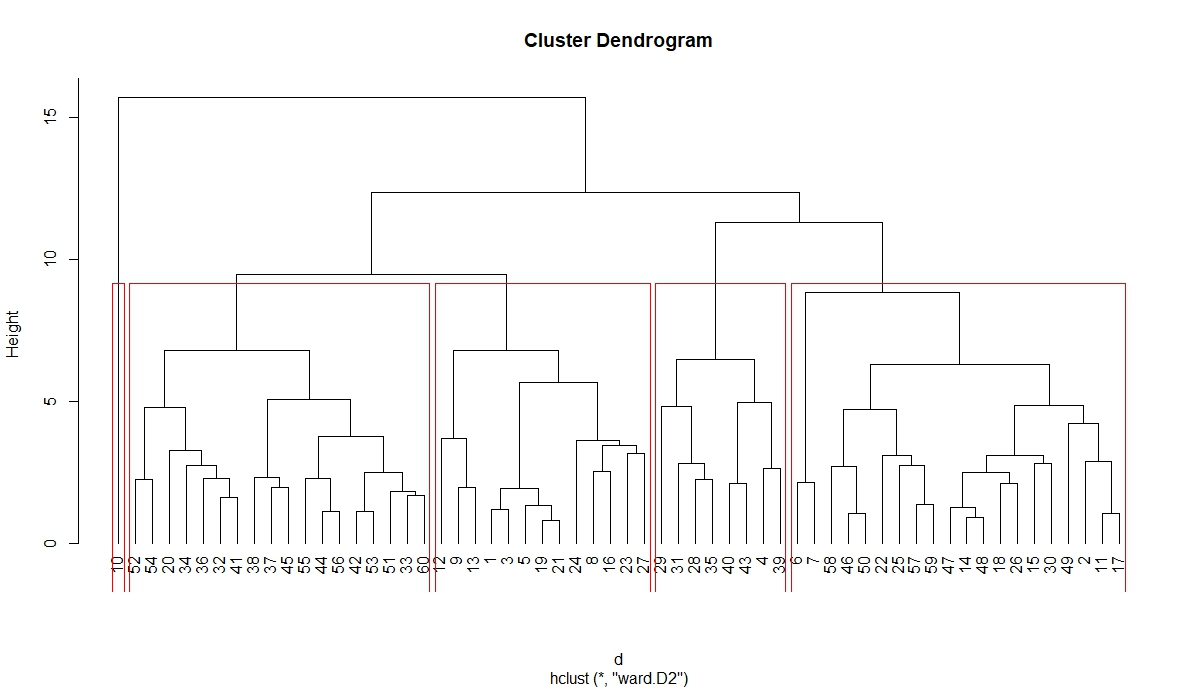 Cluster Dendrogram
15
10
5
0
Height
10 52 54 20 34 36 32 41 38 37 45 55 44 56 42 53 51 33 60 12 9 13 1 3 5 19 21 24 8 16 23 27 29 31 28 35 40 43 4 39 6 7 58 46 50 22 25 57 59 47 14 48 18 26 15 30 49 2 11 17
d
hclust (*, "ward.D2")